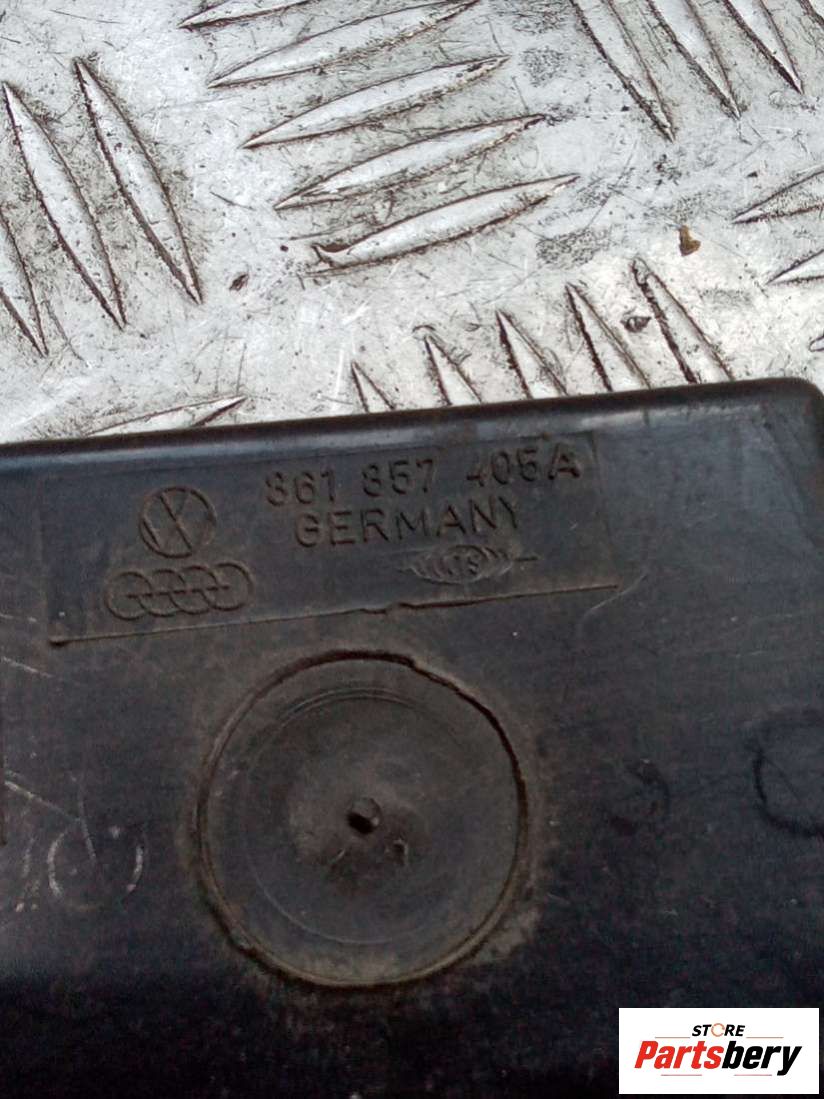 861 857 405A
GERMANY
STORE
Partsbery